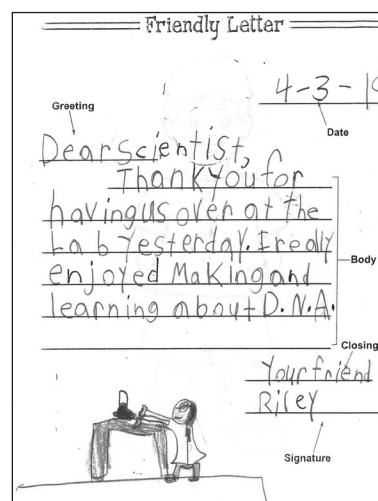 Friendly Letter
4-3-19
Greeting
Date
Dear Scientist,
Thank you for
having us over at the
Lab Yesterday. I really
enjoyed Making and
Body
learning about D.N.A.
Closing
Your friend
Riley
Signature